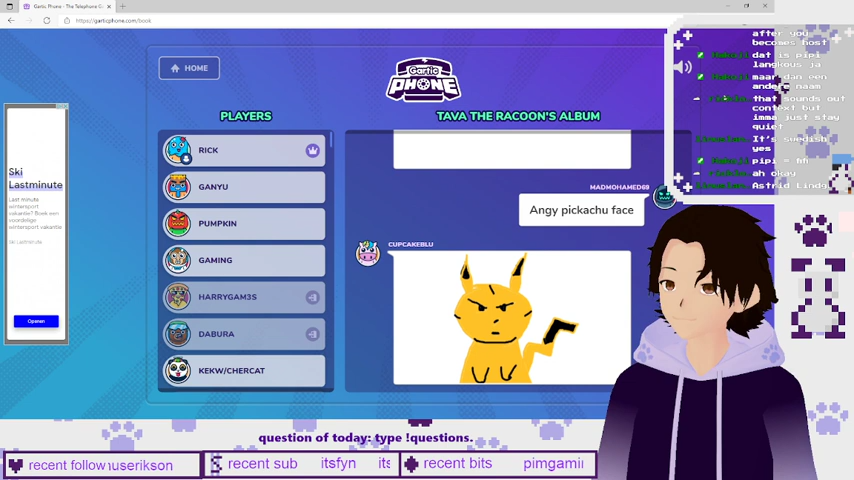 Gartic Phone - The Telephone G
https://garticphone.com/book
HOME
Gartic
PHONE
PLAYERS
TAVA THE RACOON'S ALBUM
RICK
GANYU
PUMPKIN
GAMING
HARRYGAM3S
DABURA
KEKW/CHERCAT
MADMOHAMED69
Angy pickachu face
CUPCAKEBLU
Ski
Lastminute
Last minute
wintersport
vakantie? Boek een
voordelige
wintersport vakantie
Ski Lastminute
Openen
after you
becomes host
dat is pipi
langkous ja
maar dan een
andere naam
that sounds out
context but
imma just stay
quiet
It's swedish
yes
pipi = hh
ah okay
Astrid Lindg
question of today: type !questions.
recent follow
userikson
recent sub
itsfyn
its
recent bits
pimgamii